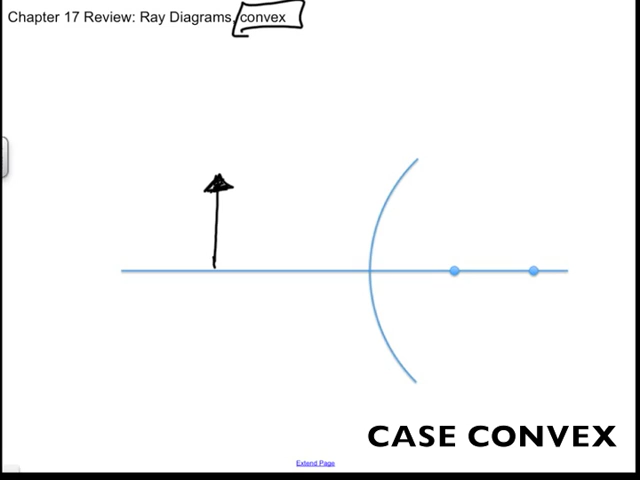 Chapter 17 Review: Ray Diagrams, convex
CASE CONVEX
Extend Page